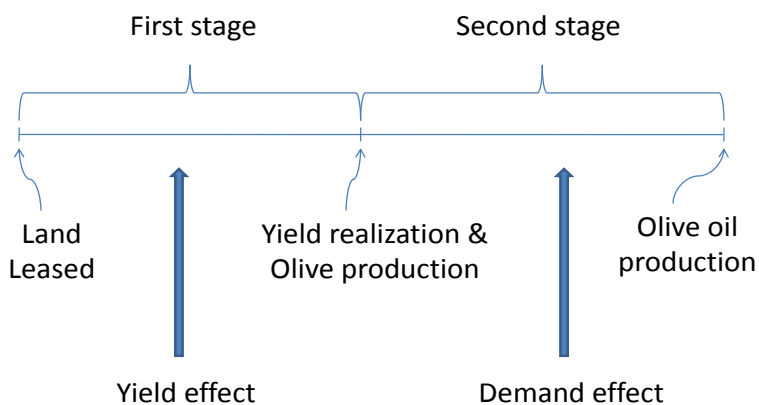 First stage
Second stage
Land
Leased
Yield realization &
Olive production
Olive oil
production
Yield effect
Demand effect